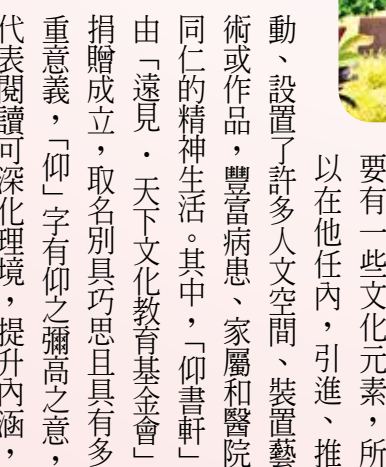 要有一些文化元素，所
以在他任內，引進、推
動、設置了許多人文空間、裝置藝
術或作品，豐富病患、家屬和醫院
同仁的精神生活。其中，「仰書軒」
由「遠見．天下文化教育基金會」
捐贈成立，取名別具巧思且具有多
重意義，「仰」字有仰之彌高之意，
代表閱讀可深化理境，提升內涵，